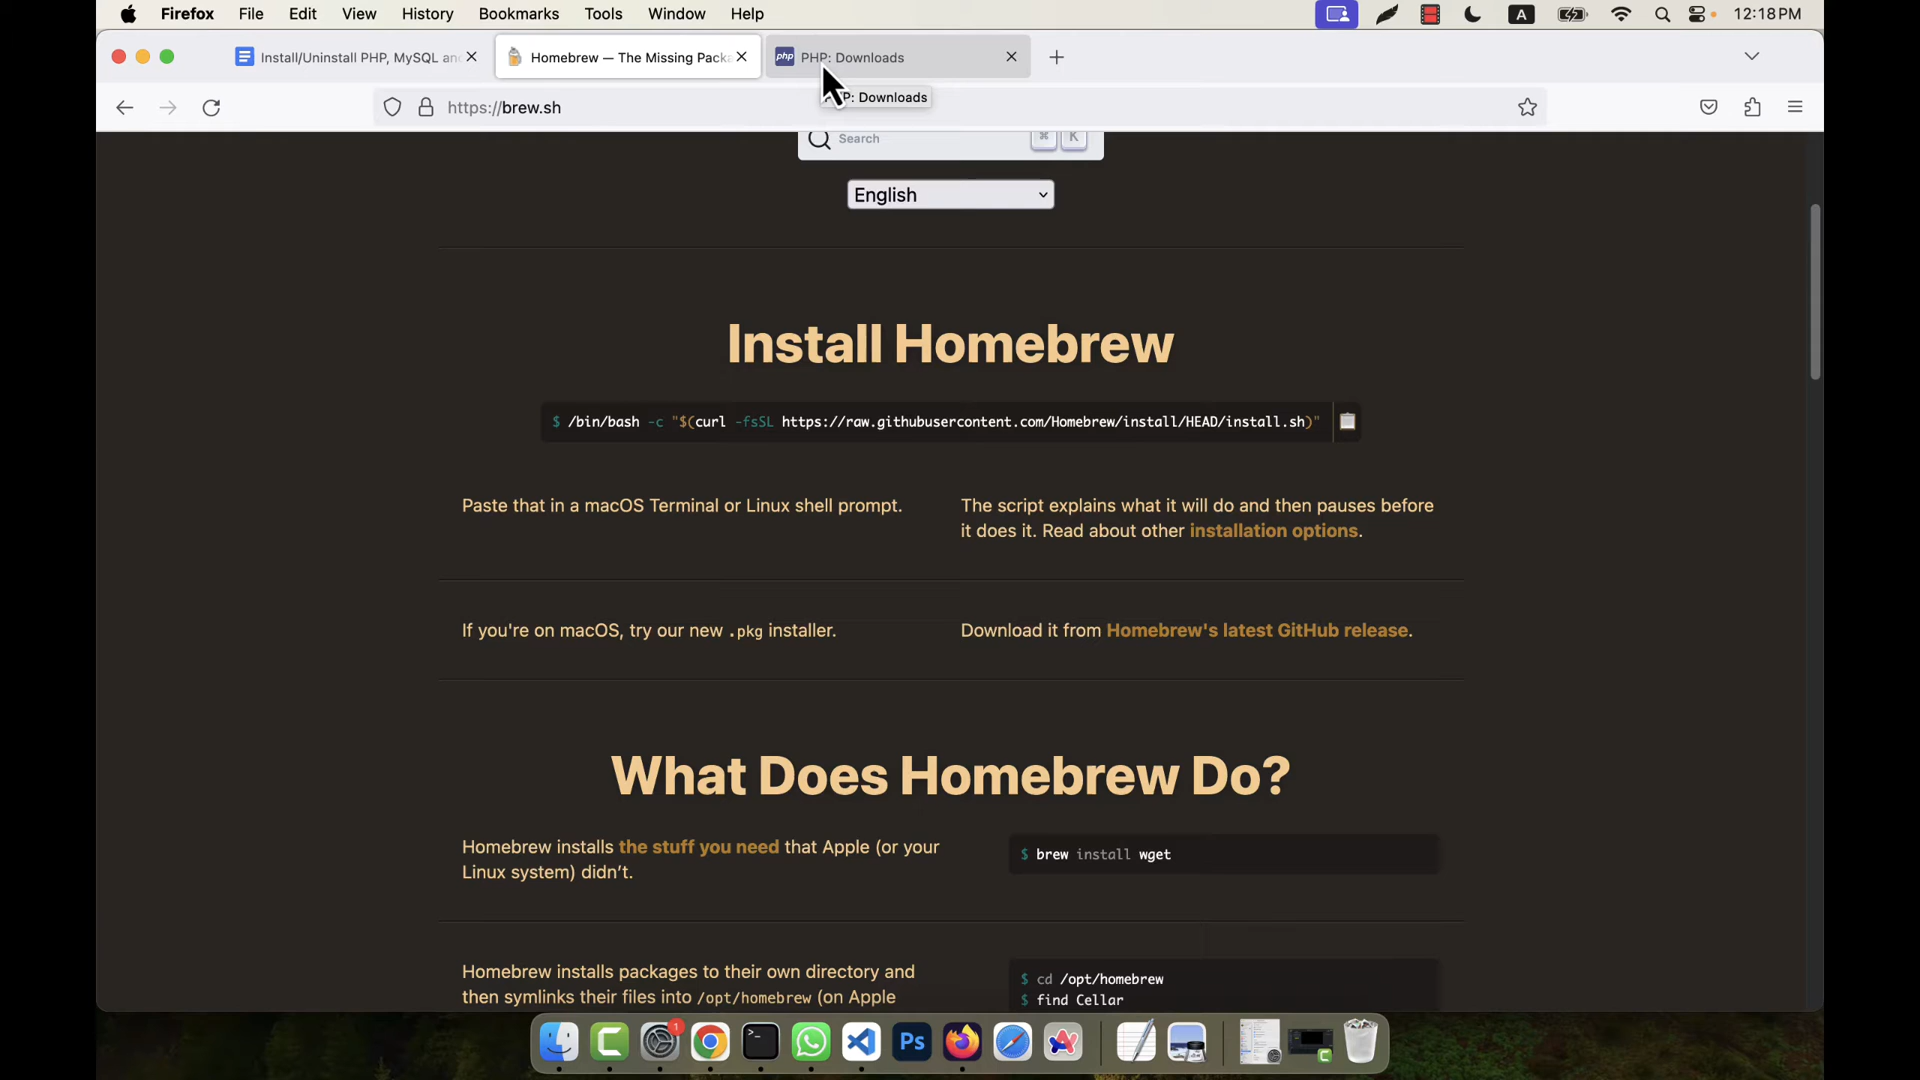 Firefox File Edit View History Bookmarks Tools Window Help A 12:18 PM
Install/Uninstall PHP, MySQL an Homebrew — The Missing Packa php PHP: Downloads
https://brew.sh
P: Downloads
Search ⌘ K
English
Install Homebrew
$ /bin/bash -c "$(curl -fsSL https://raw.githubusercontent.com/Homebrew/install/HEAD/install.sh)"
Paste that in a macOS Terminal or Linux shell prompt.
The script explains what it will do and then pauses before
it does it. Read about other installation options.
If you're on macOS, try our new .pkg installer.
Download it from Homebrew's latest GitHub release.
What Does Homebrew Do?
Homebrew installs the stuff you need that Apple (or your
Linux system) didn’t.
$ brew install wget
Homebrew installs packages to their own directory and
then symlinks their files into /opt/homebrew (on Apple
$ cd /opt/homebrew
$ find Cellar
1
Ps